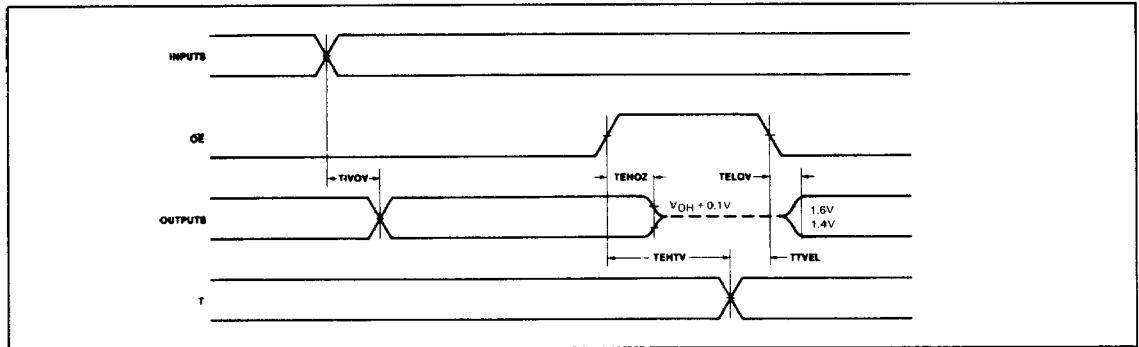 INPUTS
OE
TIVOV
TEHOZ
TELOV
VOH + 0.1V
1.6V
1.4V
OUTPUTS
TEHTV
TTVEL
T